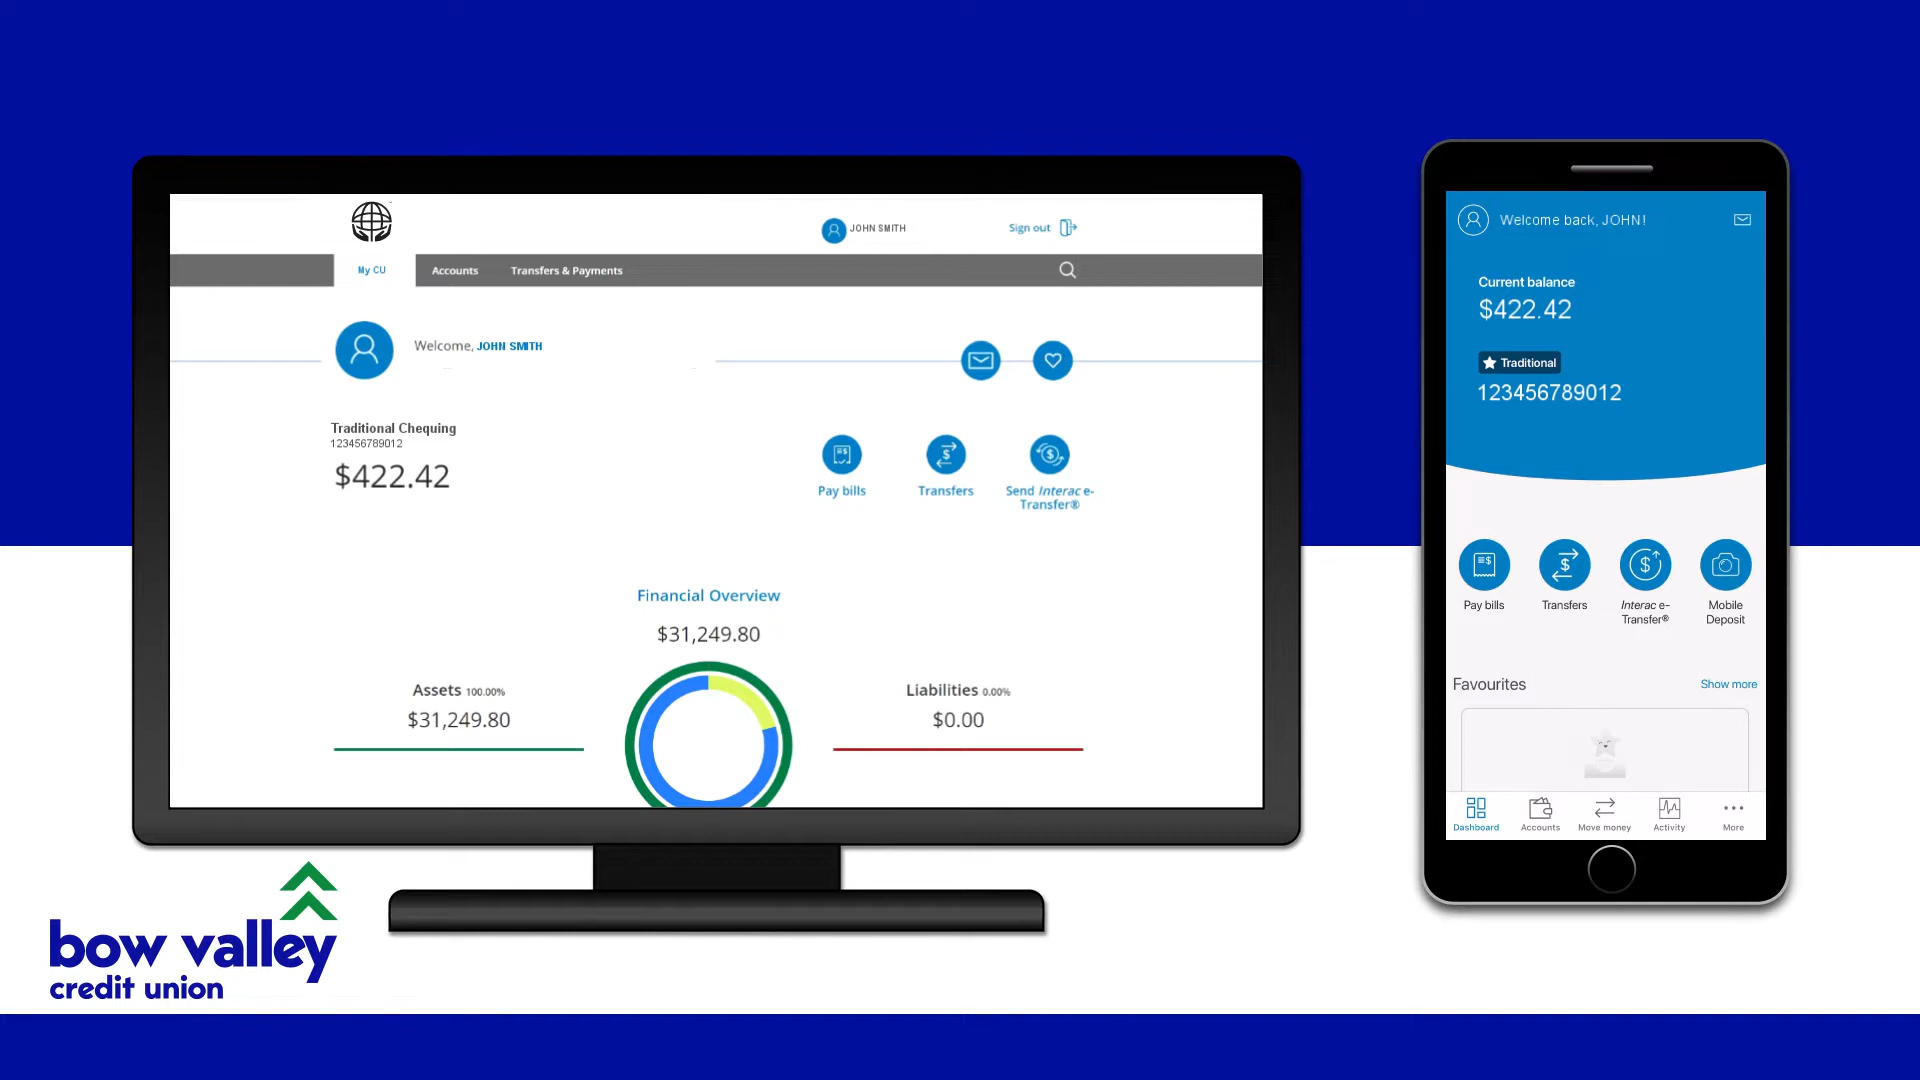 JOHN SMITH
Sign out
My CU
Accounts
Transfers & Payments
Welcome, JOHN SMITH
Traditional Chequing
123456789012
$422.42
Pay bills
Transfers
Send Interac e-
Transfer®
Financial Overview
$31,249.80
Assets 100.00%
$31,249.80
Liabilities 0.00%
$0.00
Welcome back, JOHN!
Current balance
$422.42
Traditional
123456789012
Pay bills
Transfers
Interac e-
Transfer®
Mobile
Deposit
Favourites
Show more
Dashboard
Accounts
Move money
Activity
More
bow valley
credit union